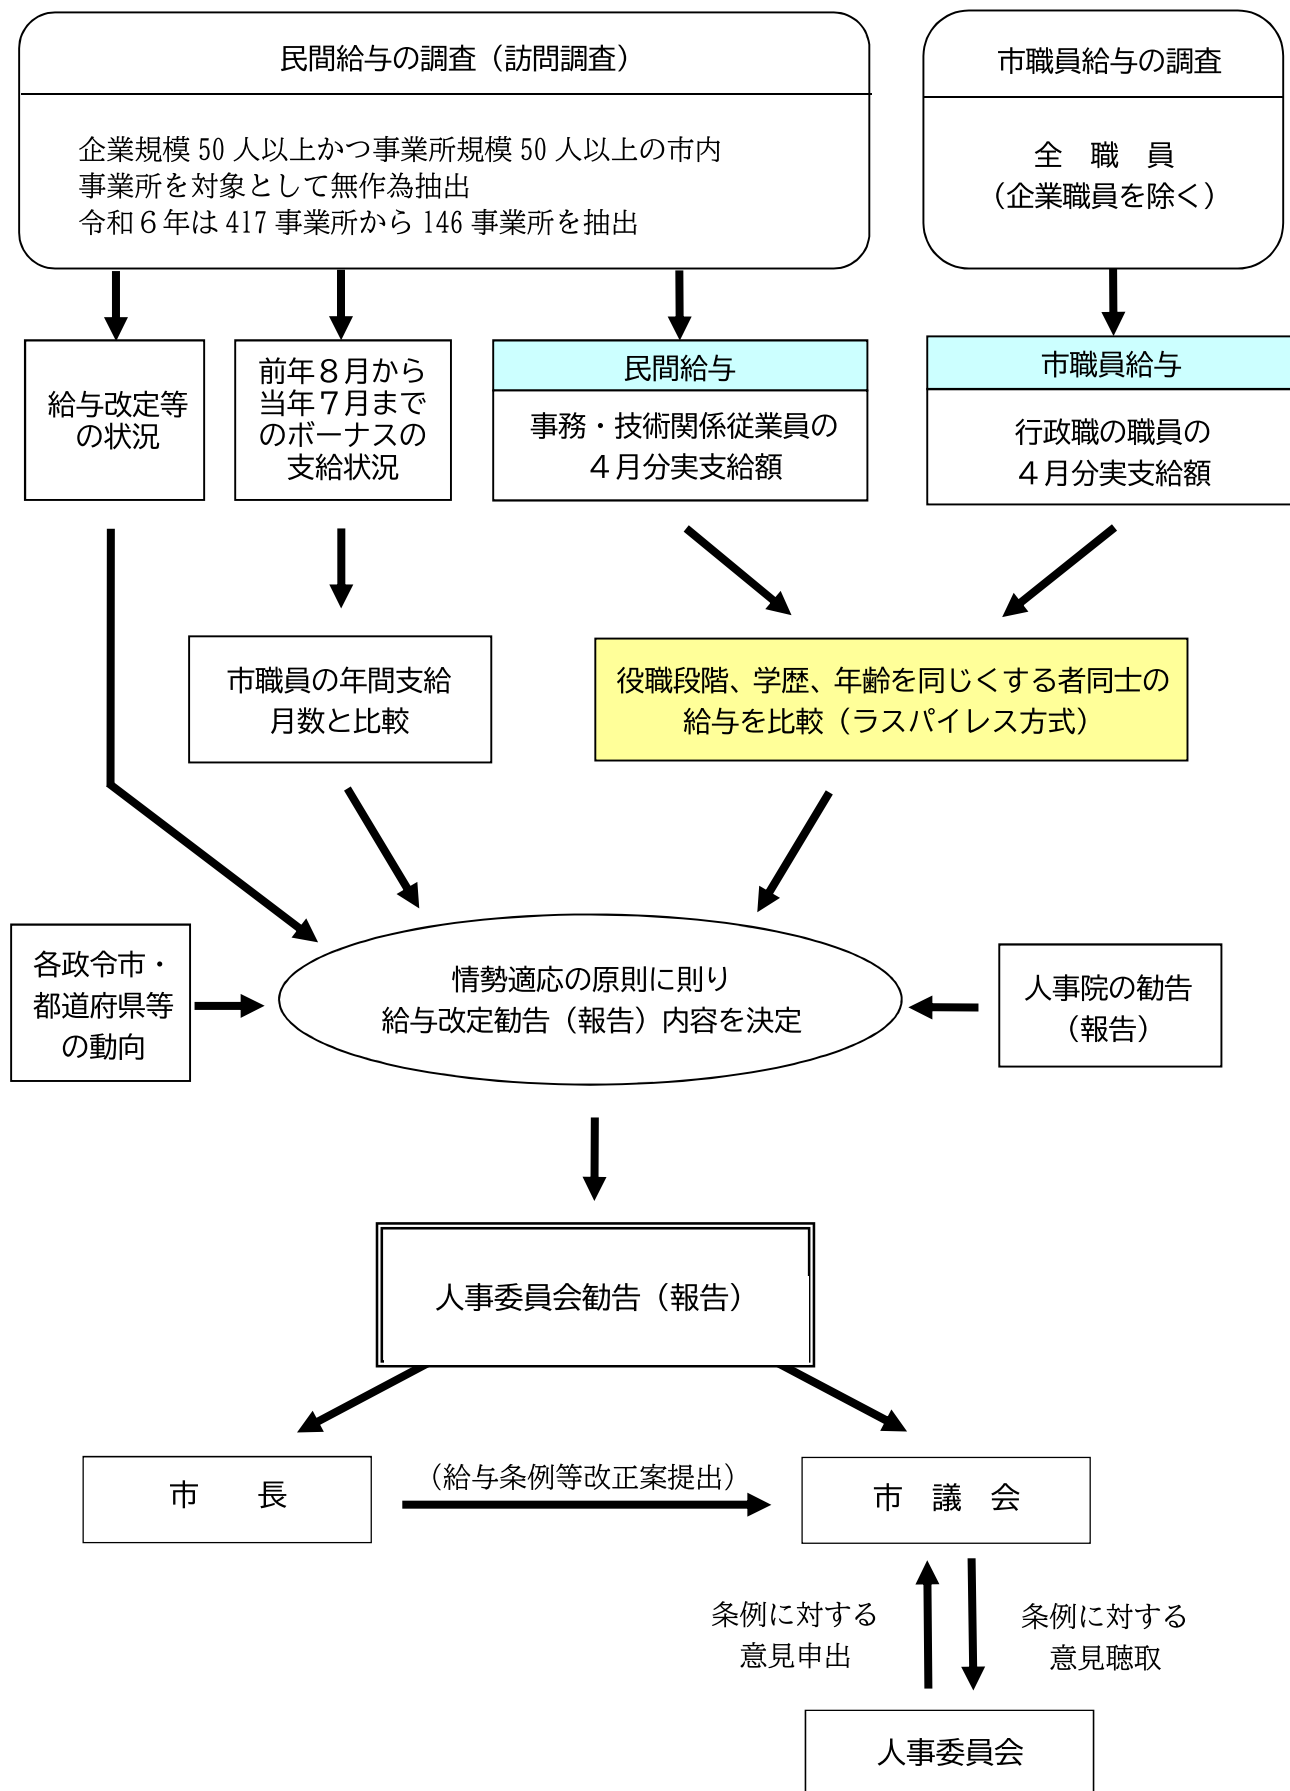 民間給与の調査（訪問調査）
企業規模 50 人以上かつ事業所規模 50 人以上の市内
事業所を対象として無作為抽出
令和６年は 417 事業所から 146 事業所を抽出
市職員給与の調査
全　職　員
（企業職員を除く）
給与改定等
の状況
前年８月から
当年７月まで
のボーナスの
支給状況
民間給与
事務・技術関係従業員の
４月分実支給額
市職員給与
行政職の職員の
４月分実支給額
市職員の年間支給
月数と比較
役職段階、学歴、年齢を同じくする者同士の
給与を比較（ラスパイレス方式）
各政令市・
都道府県等
の動向
情勢適応の原則に則り
給与改定勧告（報告）内容を決定
人事院の勧告
（報告）
人事委員会勧告（報告）
市　　長
（給与条例等改正案提出）
市　議　会
条例に対する
意見申出
条例に対する
意見聴取
人事委員会